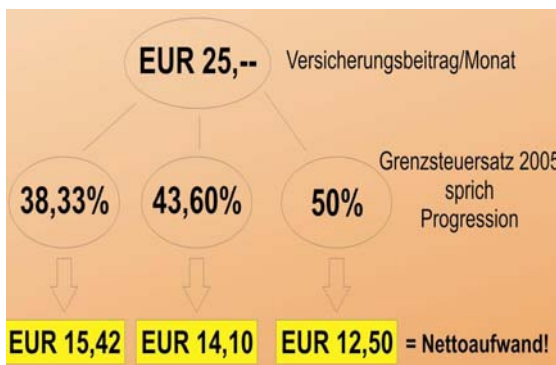 EUR 25,-- Versicherungsbeitrag/Monat
38,33% 43,60% 50% Grenzsteuersatz 2005
sprich
Progression
EUR 15,42 EUR 14,10 EUR 12,50 = Nettoaufwand!